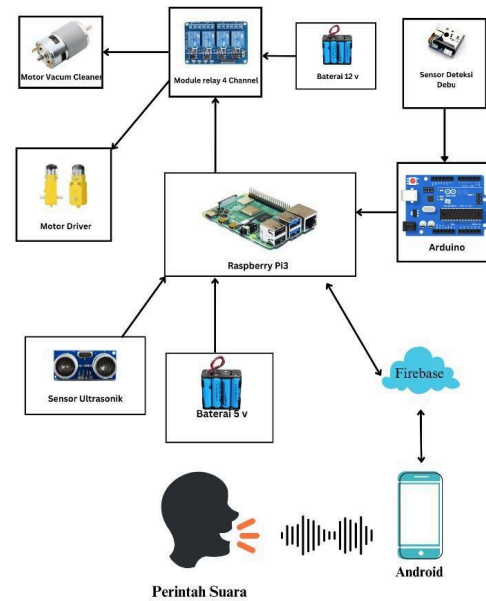 Motor Vacum Cleaner
Module relay 4 Channel
Baterai 12 v
Sensor Deteksi
Debu
Motor Driver
Raspberry Pi3
Arduino
Sensor Ultrasonik
Baterai 5 v
Firebase
Perintah Suara
Android